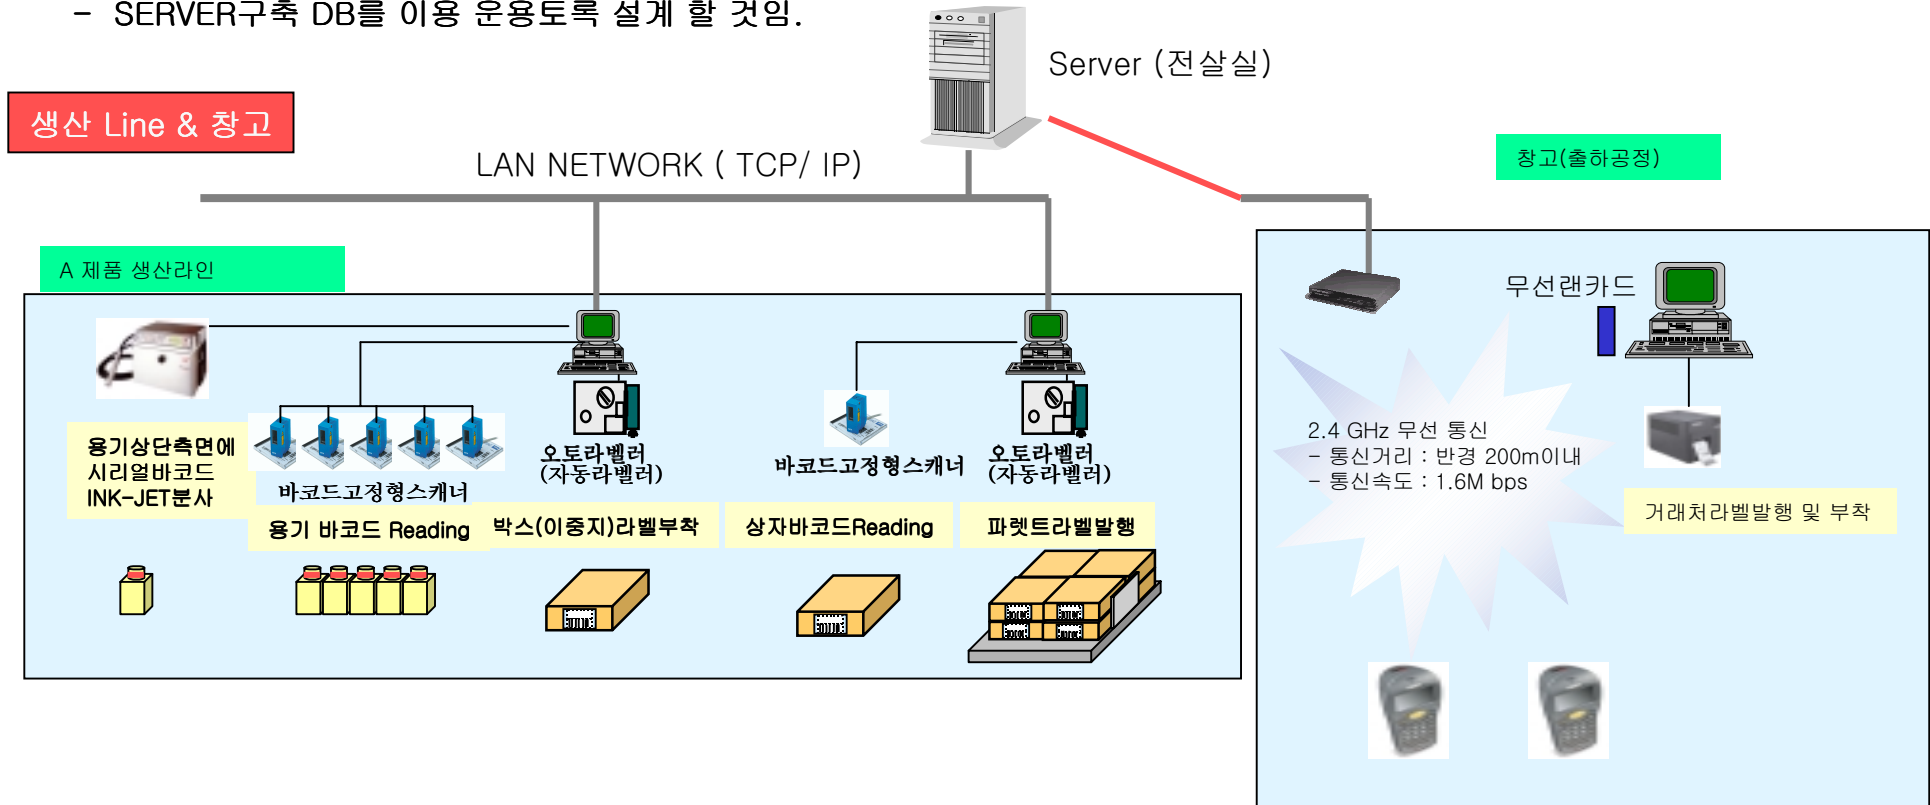 - SERVER구축 DB를 이용 운용토록 설계 할 것임.
Server (전살실)
생산 Line & 창고
LAN NETWORK ( TCP/ IP)
창고(출하공정)
A 제품 생산라인
무선랜카드
용기상단측면에
시리얼바코드
INK-JET분사
바코드고정형스캐너
용기 바코드 Reading
오토라벨러
(자동라벨러)
박스(이중지)라벨부착
바코드고정형스캐너
상자바코드Reading
오토라벨러
(자동라벨러)
파렛트라벨발행
2.4 GHz 무선 통신
- 통신거리 : 반경 200m이내
- 통신속도 : 1.6M bps
거래처라벨발행 및 부착